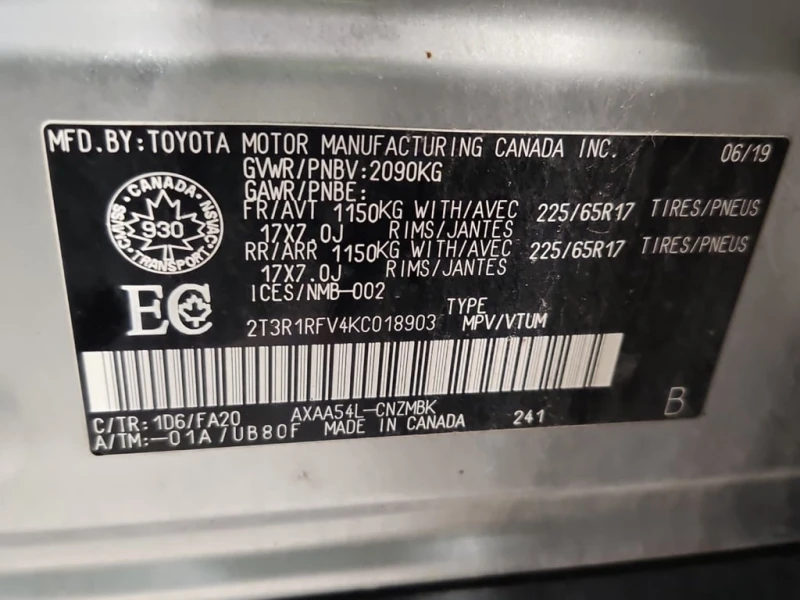 MFD.BY:TOYOTA MOTOR MANUFACTURING CANADA INC. 06/19
GVWR/PNBV:2090KG
GAWR/PNBE:
FR/AVT 1150KG WITH/AVEC 225/65R17 TIRES/PNEUS
17X7.0J RIMS/JANTES
RR/ARR 1150KG WITH/AVEC 225/65R17 TIRES/PNEUS
17X7.0J RIMS/JANTES
ICES/NMB-002
CANADA
CMVSS NSVAC
930
TRANSPORT
EC
TYPE
2T3R1RFV4KC018903 MPV/VTUM
C/TR: 1D6/FA20 AXAA54L-CNZMBK 241 B
A/TM:-01A/UB80F MADE IN CANADA